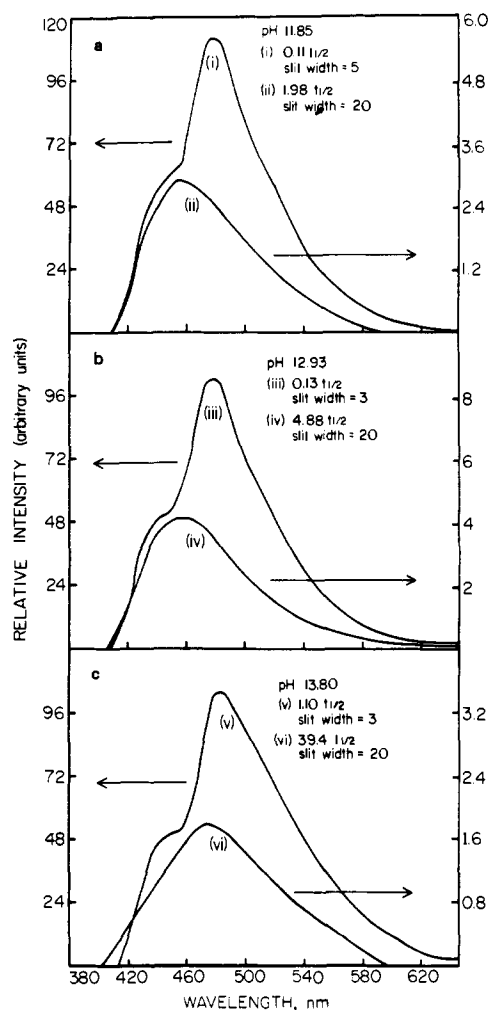 RELATIVE INTENSITY (arbitrary units)
a
120
96
72
48
24
6.0
4.8
3.6
2.4
1.2
pH 11.85
(i) 0.11 t1/2
slit width = 5
(ii) 1.98 t1/2
slit width = 20
(i)
(ii)
b
96
72
48
24
8
6
4
2
pH 12.93
(iii) 0.13 t1/2
slit width = 3
(iv) 4.88 t1/2
slit width = 20
(iii)
(iv)
c
96
72
48
24
3.2
2.4
1.6
0.8
pH 13.80
(v) 1.10 t1/2
slit width = 3
(vi) 39.4 t1/2
slit width = 20
(v)
(vi)
380 420 460 500 540 580 620
WAVELENGTH, nm